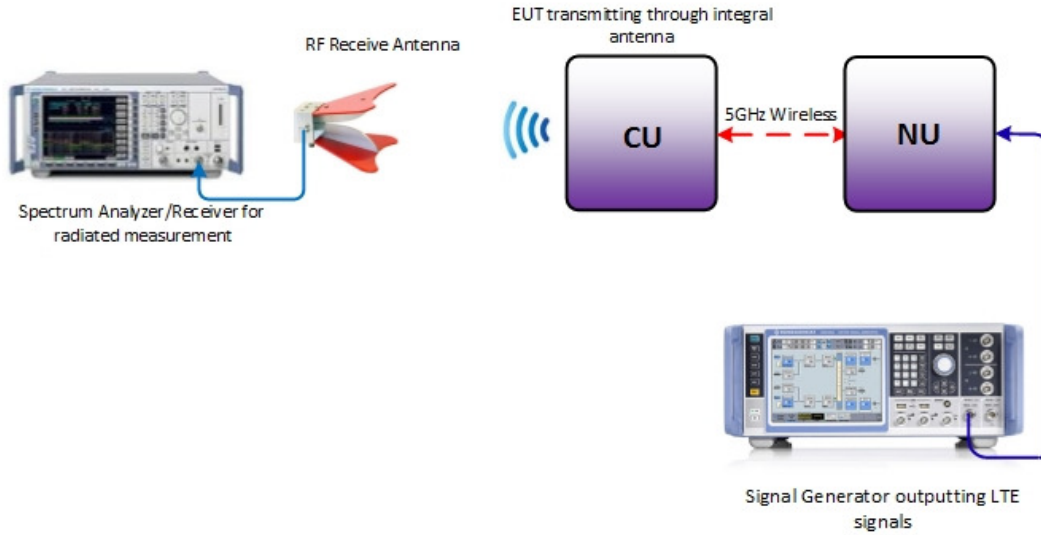 EUT transmitting through integral
antenna
RF Receive Antenna
CU
5GHz Wireless
NU
Spectrum Analyzer/Receiver for
radiated measurement
Signal Generator outputting LTE
signals